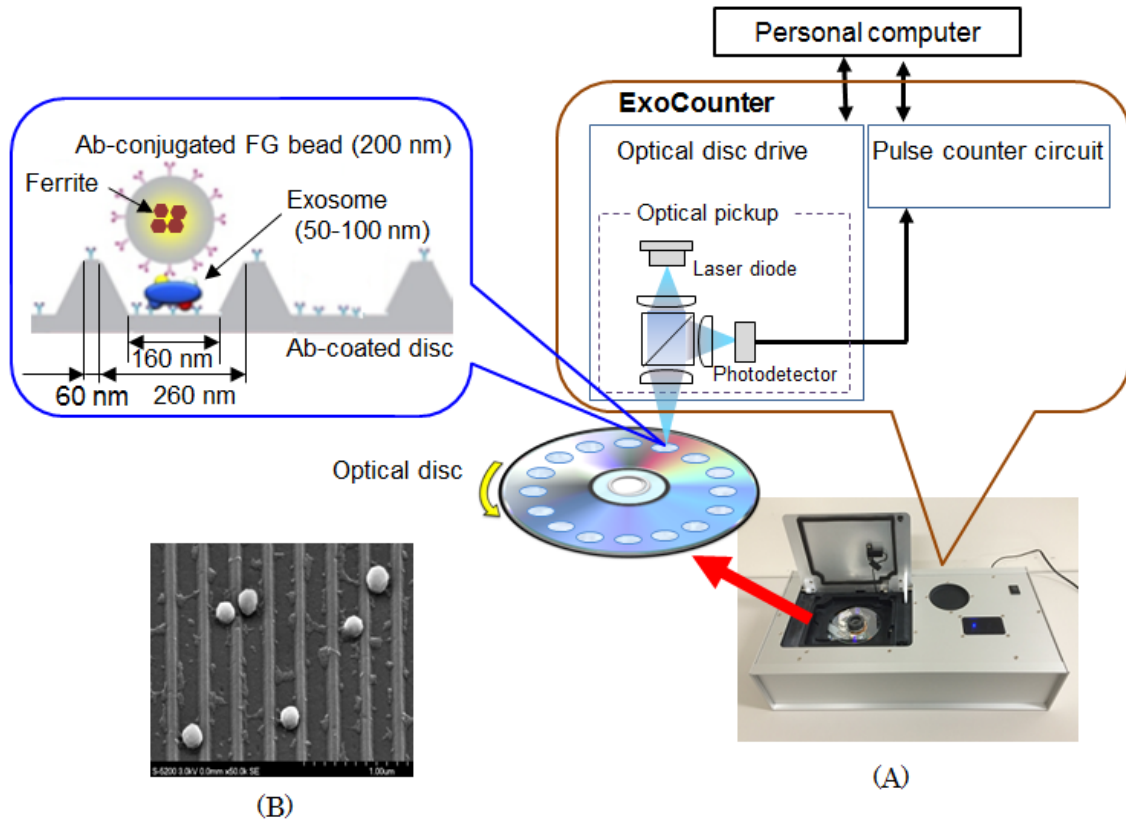 Personal computer
ExoCounter
Optical disc drive
Pulse counter circuit
Optical pickup
Laser diode
Photodetector
Ab-conjugated FG bead (200 nm)
Ferrite
Exosome
(50-100 nm)
160 nm
Ab-coated disc
60 nm
260 nm
Optical disc
S-5200 3.0kV 0.0mm x50.0k SE
1.00um
(A)
(B)